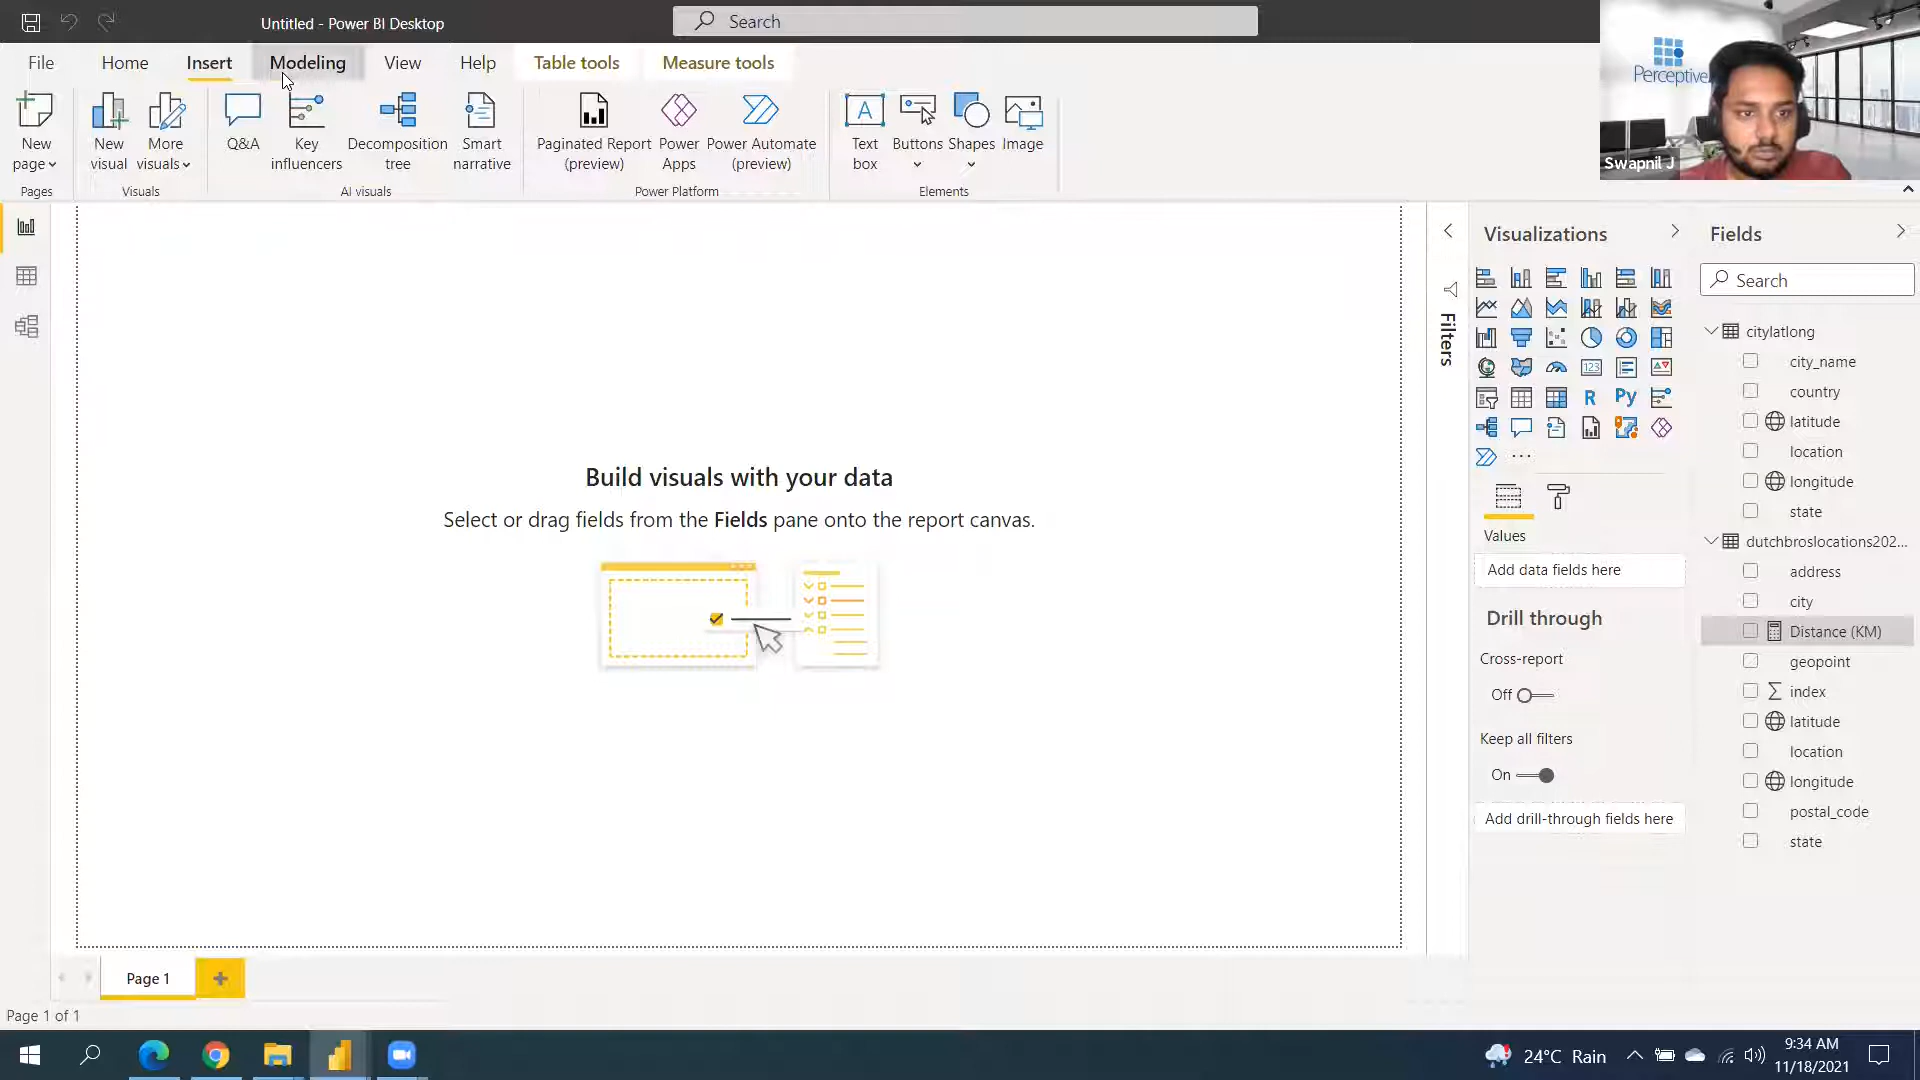 Untitled - Power BI Desktop
Search
Perceptive
Swapnil J
File
Home
Insert
Modeling
View
Help
Table tools
Measure tools
New
page
New
visual
More
visuals
Q&A
Key
influencers
Decomposition
tree
Smart
narrative
Paginated Report
(preview)
Power
Apps
Power Automate
(preview)
Text
box
Buttons
Shapes
Image
Pages
Visuals
AI visuals
Power Platform
Elements
Build visuals with your data
Select or drag fields from the Fields pane onto the report canvas.
Filters
Visualizations
R
Py
123
Values
Add data fields here
Drill through
Cross-report
Off
Keep all filters
On
Add drill-through fields here
Fields
Search
citylatlong
city_name
country
latitude
location
longitude
state
dutchbroslocations202...
address
city
Distance (KM)
geopoint
index
latitude
location
longitude
postal_code
state
Page 1
Page 1 of 1
24°C Rain
9:34 AM
11/18/2021